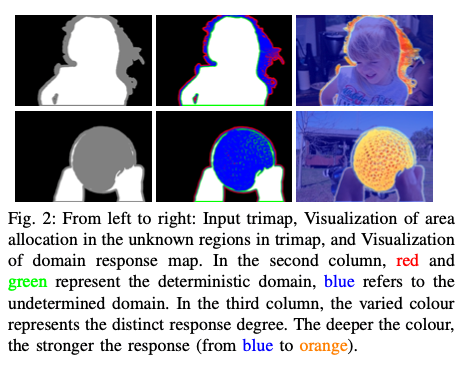 Fig. 2: From left to right: Input trimap, Visualization of area
allocation in the unknown regions in trimap, and Visualization
of domain response map. In the second column, red and
green represent the deterministic domain, blue refers to the
undetermined domain. In the third column, the varied colour
represents the distinct response degree. The deeper the colour,
the stronger the response (from blue to orange).